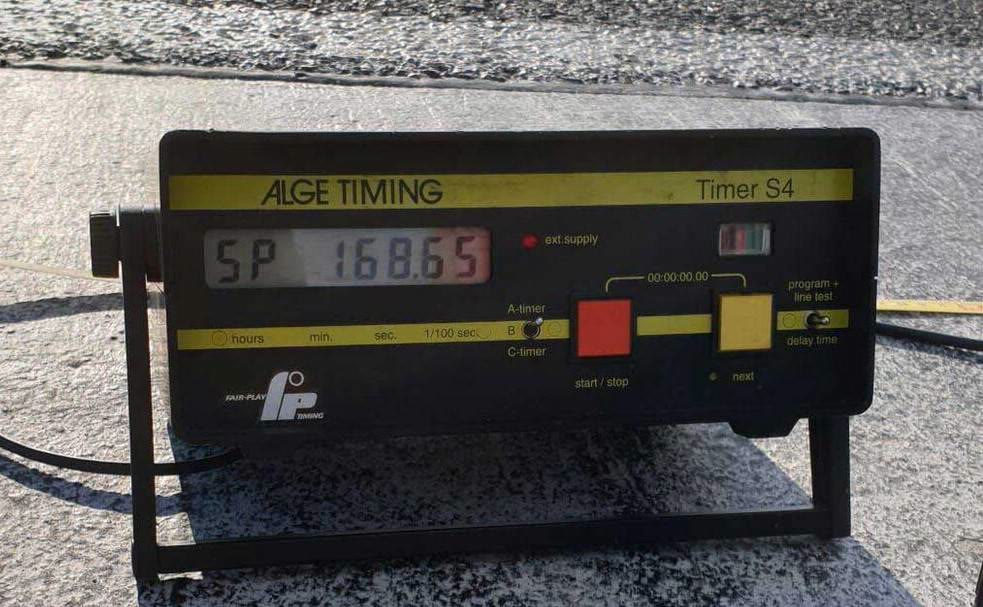 ALGE TIMING
Timer S4
SP 168.65
ext.supply
00:00:00.00
program +
line test
A-timer
hours min. sec. 1/100 sec.
B
C-timer
delay time
start / stop
next
FAIR-PLAY
fp
TIMING